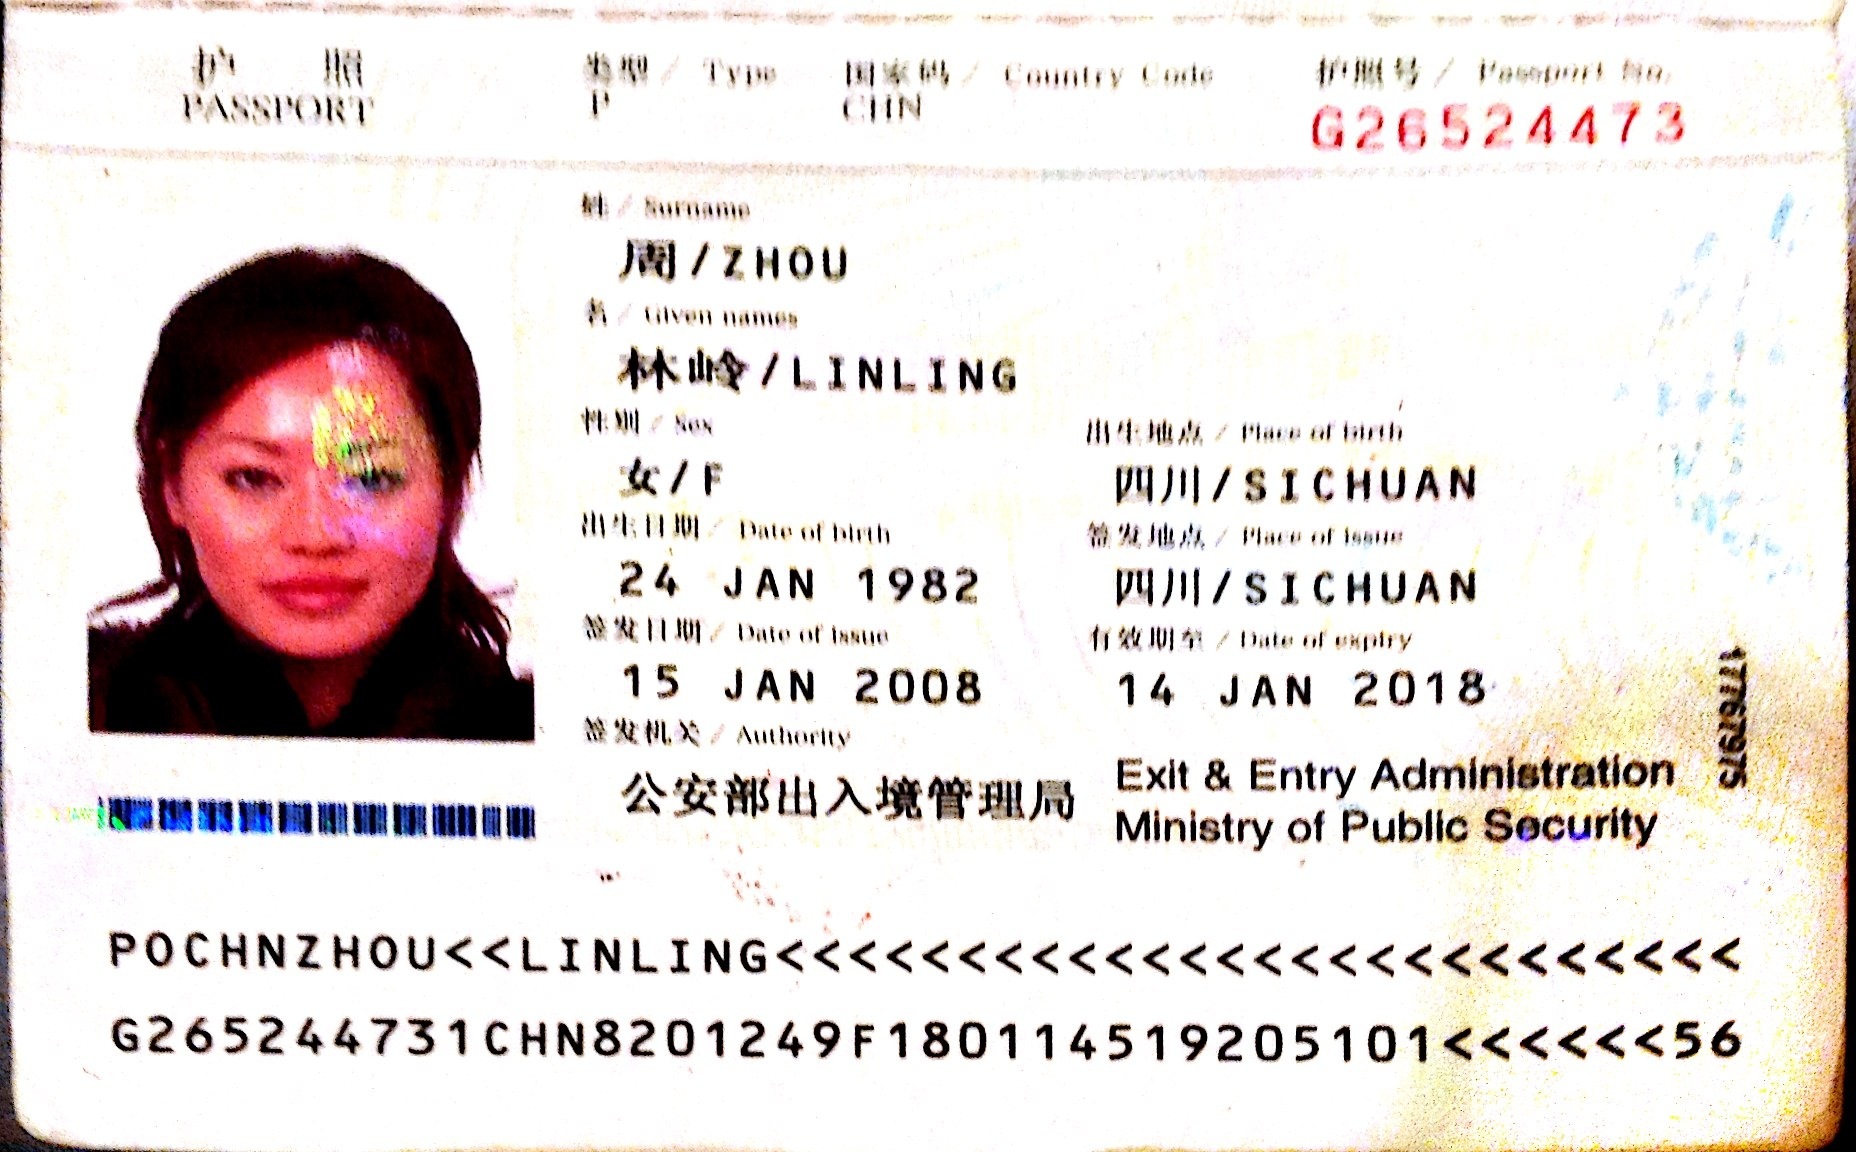 护 照 类型 / Type 国家码 / Country Code 护照号 / Passport No.
PASSPORT P CHN G26524473
姓 / Surname
周/ZHOU
名 / Given names
林岭/LINLING
性别 / Sex 出生地点 / Place of birth
女/F 四川/SICHUAN
出生日期 / Date of birth 签发地点 / Place of issue
24 JAN 1982 四川/SICHUAN
签发日期 / Date of issue 有效期至 / Date of expiry
15 JAN 2008 14 JAN 2018
签发机关 / Authority
公安部出入境管理局 Exit & Entry Administration
Ministry of Public Security
17767975
POCHNZHOU<<LINLING<<<<<<<<<<<<<<<<<<<<<<<<<<
G265244731CHN8201249F180114519205101<<<<<<56